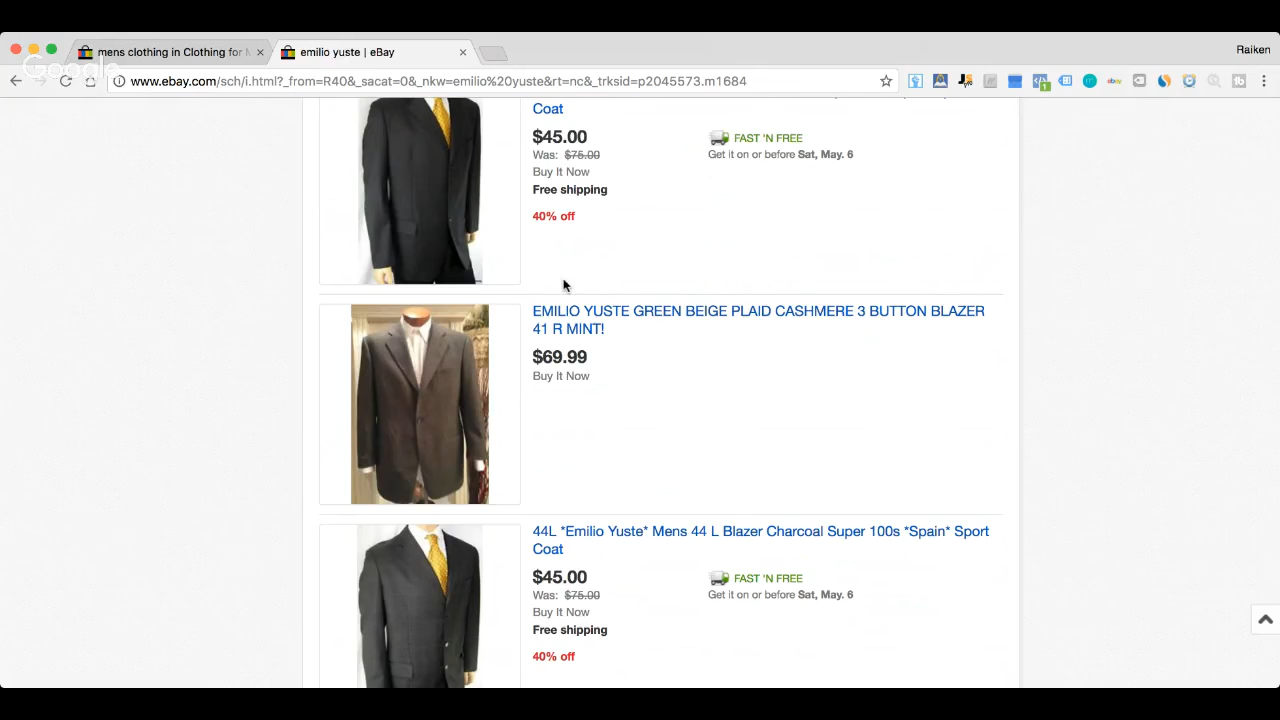 mens clothing in Clothing for M
emilio yuste | eBay
Raiken
Google
www.ebay.com/sch/i.html?_from=R40&_sacat=0&_nkw=emilio%20yuste&rt=nc&_trksid=p2045573.m1684
Coat
$45.00
FAST 'N FREE
Was: $75.00
Get it on or before Sat, May. 6
Buy It Now
Free shipping
40% off
EMILIO YUSTE GREEN BEIGE PLAID CASHMERE 3 BUTTON BLAZER
41 R MINT!
$69.99
Buy It Now
44L *Emilio Yuste* Mens 44 L Blazer Charcoal Super 100s *Spain* Sport
Coat
$45.00
FAST 'N FREE
Was: $75.00
Get it on or before Sat, May. 6
Buy It Now
Free shipping
40% off